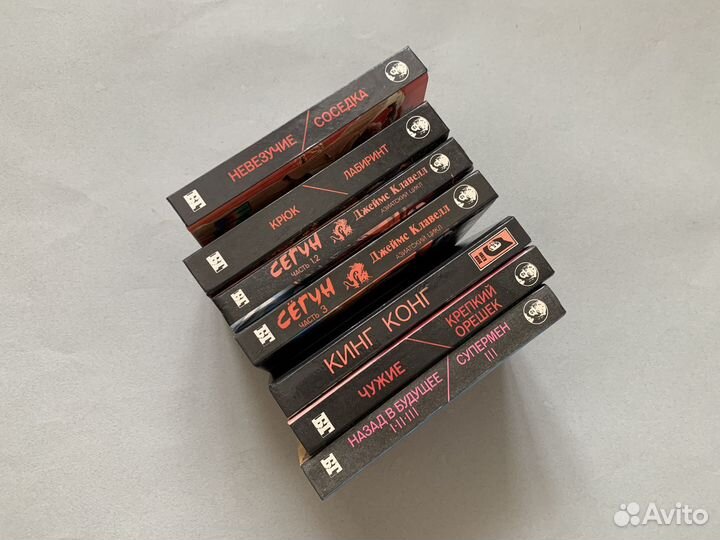 НЕВЕЗУЧИЕ / СОСЕДКА
КРЮК / ЛАБИРИНТ
СЁГУН
ЧАСТЬ 1,2
Джеймс Клавелл
АЗИАТСКИЙ ЦИКЛ
СЁГУН
ЧАСТЬ 3
Джеймс Клавелл
АЗИАТСКИЙ ЦИКЛ
КИНГ КОНГ
ЧУЖИЕ / КРЕПКИЙ
ОРЕШЕК
НАЗАД В БУДУЩЕЕ
I·II·III
СУПЕРМЕН
III
Avito